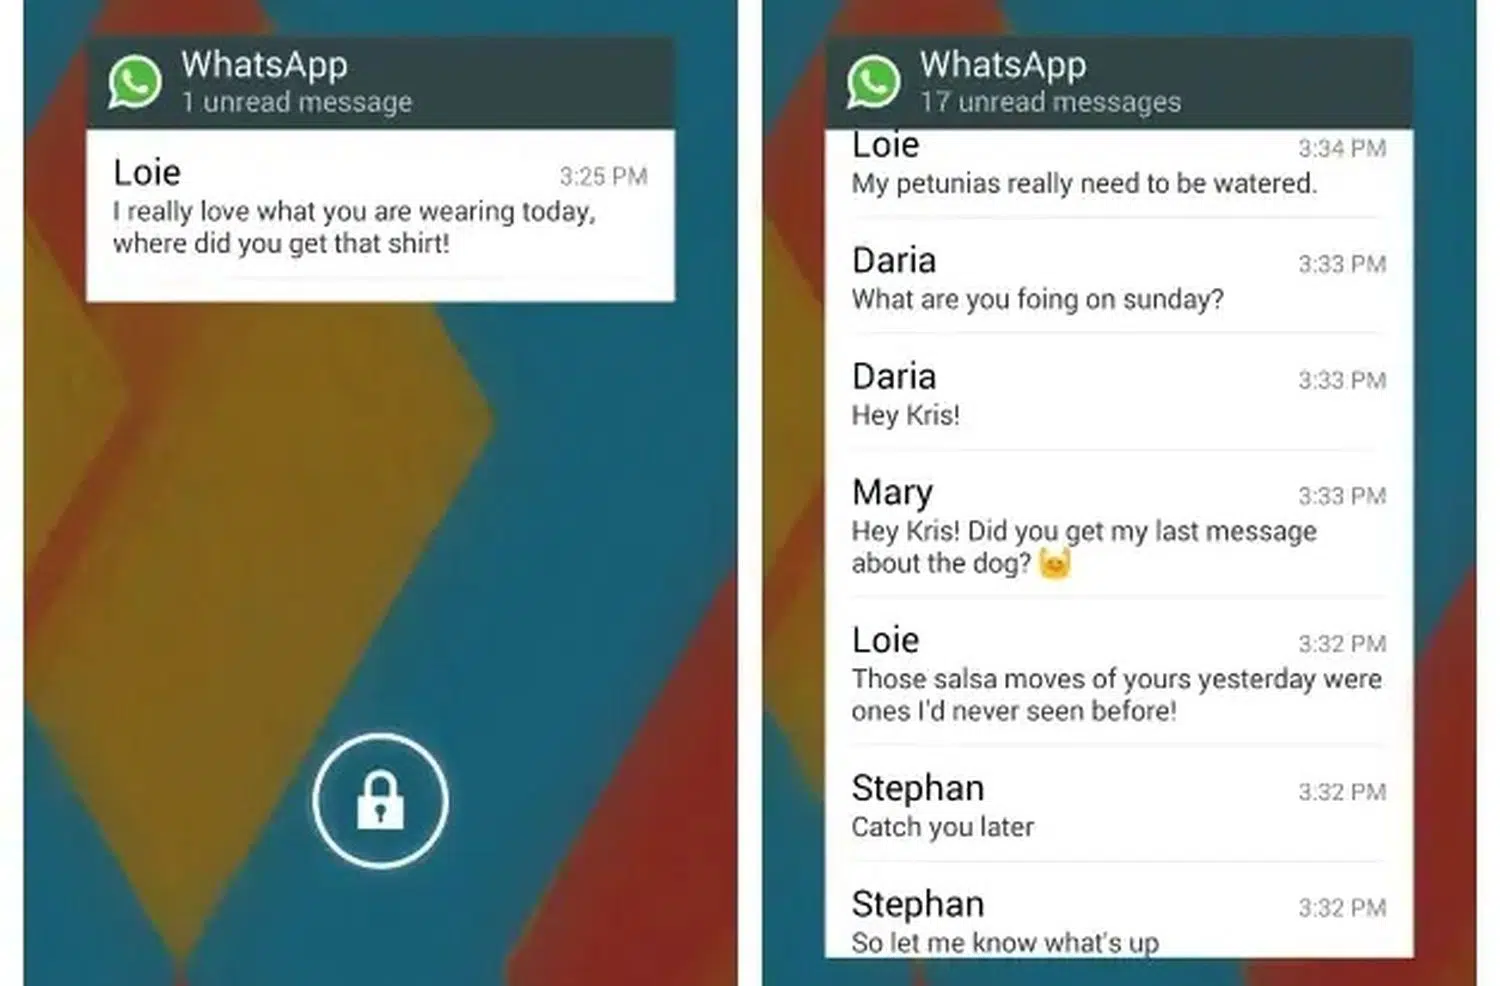 WhatsApp
1 unread message
Loie
3:25 PM
I really love what you are wearing today,
where did you get that shirt!
WhatsApp
17 unread messages
Loie
3:34 PM
My petunias really need to be watered.
Daria
3:33 PM
What are you foing on sunday?
Daria
3:33 PM
Hey Kris!
Mary
3:33 PM
Hey Kris! Did you get my last message
about the dog?
Loie
3:32 PM
Those salsa moves of yours yesterday were
ones I'd never seen before!
Stephan
3:32 PM
Catch you later
Stephan
3:32 PM
So let me know what's up